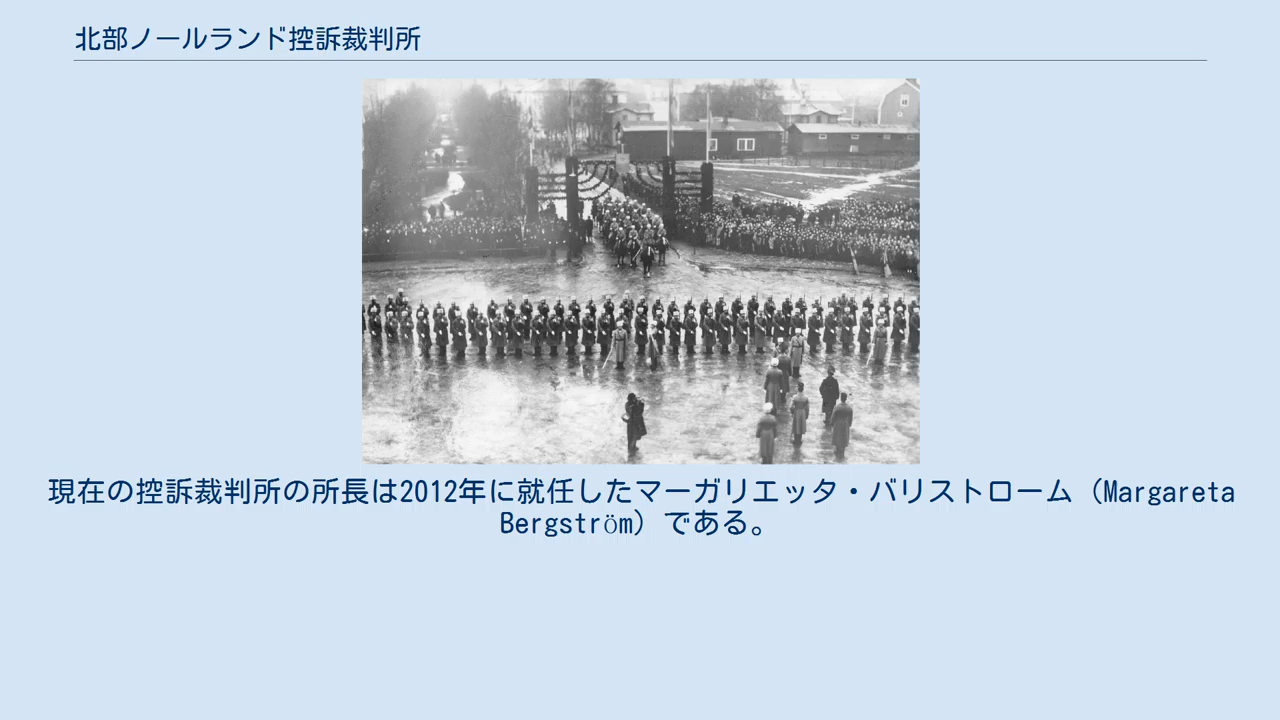 北部ノールランド控訴裁判所
現在の控訴裁判所の所長は2012年に就任したマーガリエッタ・バリストローム（Margareta
Bergström）である。